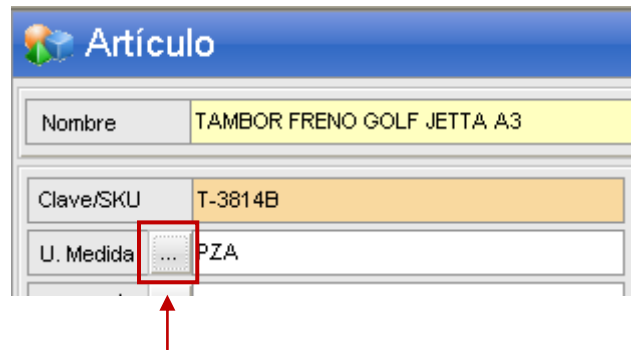 Artículo
Nombre TAMBOR FRENO GOLF JETTA A3
Clave/SKU T-3814B
U. Medida ... PZA